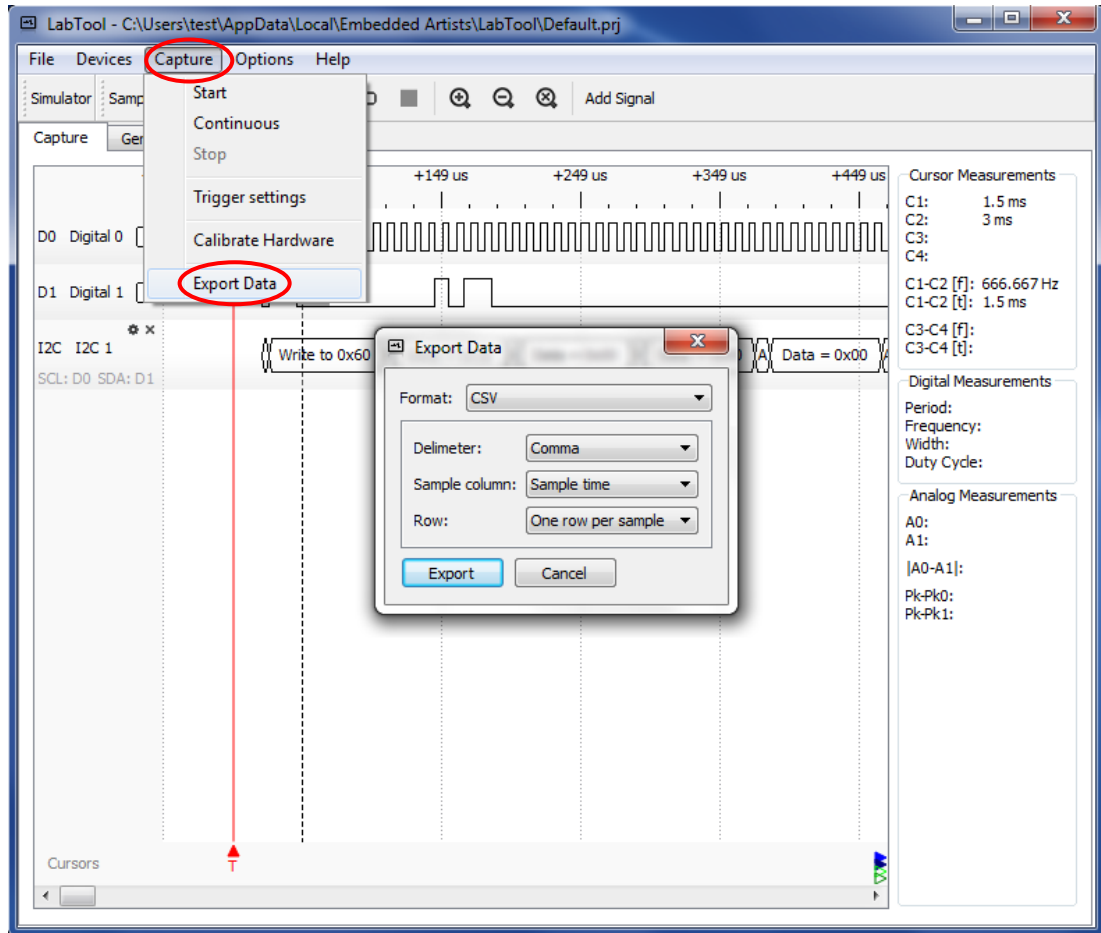 LabTool - C:\Users\test\AppData\Local\Embedded Artists\LabTool\Default.prj
File Devices Capture Options Help
Simulator Samp Add Signal
Start
Continuous
Stop
Trigger settings
Calibrate Hardware
Export Data
Capture Ger
+149 us +249 us +349 us +449 us
D0 Digital 0
D1 Digital 1
I2C I2C 1
SCL: D0 SDA: D1
Write to 0x60 A Data = 0x00
Export Data
Format: CSV
Delimeter: Comma
Sample column: Sample time
Row: One row per sample
Export Cancel
Cursors
T
Cursor Measurements
C1: 1.5 ms
C2: 3 ms
C3:
C4:
C1-C2 [f]: 666.667 Hz
C1-C2 [t]: 1.5 ms
C3-C4 [f]:
C3-C4 [t]:
Digital Measurements
Period:
Frequency:
Width:
Duty Cycle:
Analog Measurements
A0:
A1:
|A0-A1|:
Pk-Pk0:
Pk-Pk1: